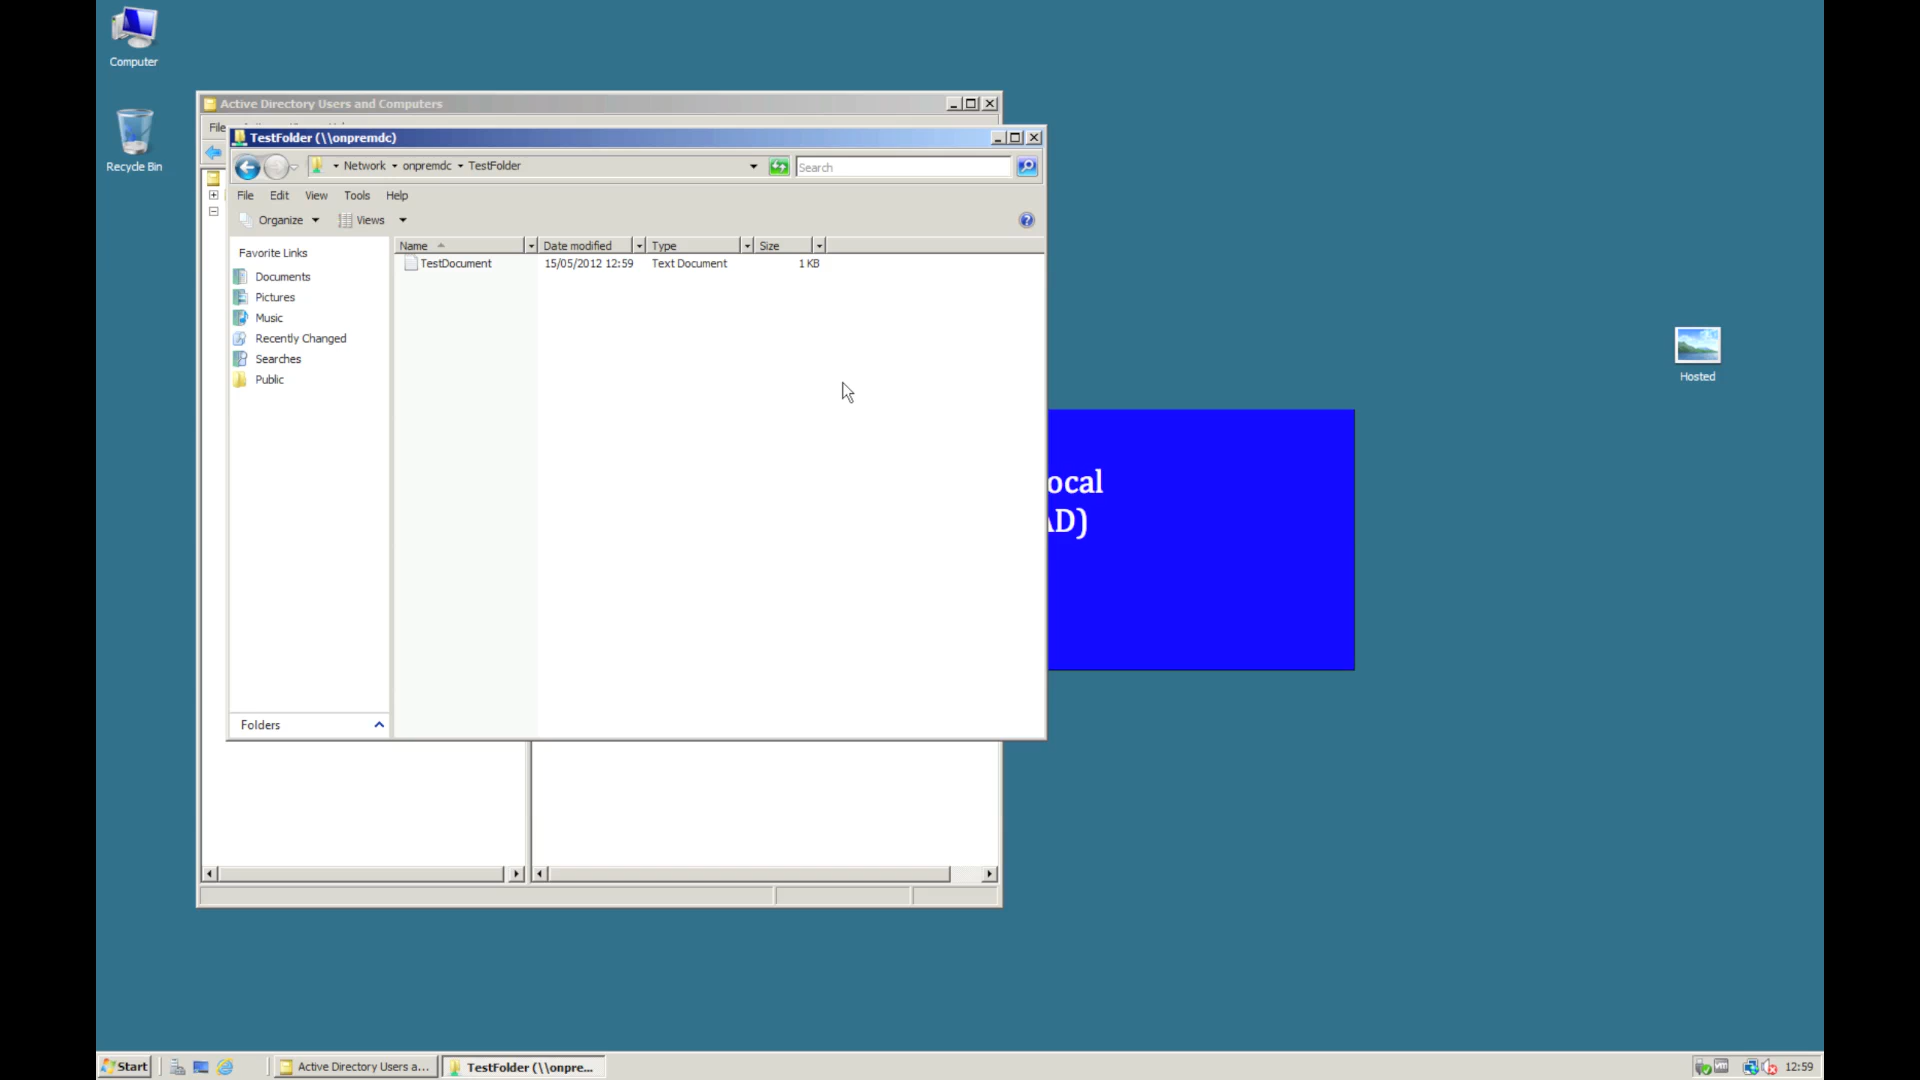 Computer
Recycle Bin
Active Directory Users and Computers
File
TestFolder (\\onpremdc)
Network onpremdc TestFolder
Search
File Edit View Tools Help
Organize Views
Favorite Links
Documents
Pictures
Music
Recently Changed
Searches
Public
Folders
Name Date modified Type Size
TestDocument 15/05/2012 12:59 Text Document 1 KB
ocal
AD)
Hosted
Start
Active Directory Users a...
TestFolder (\\onpre...
12:59